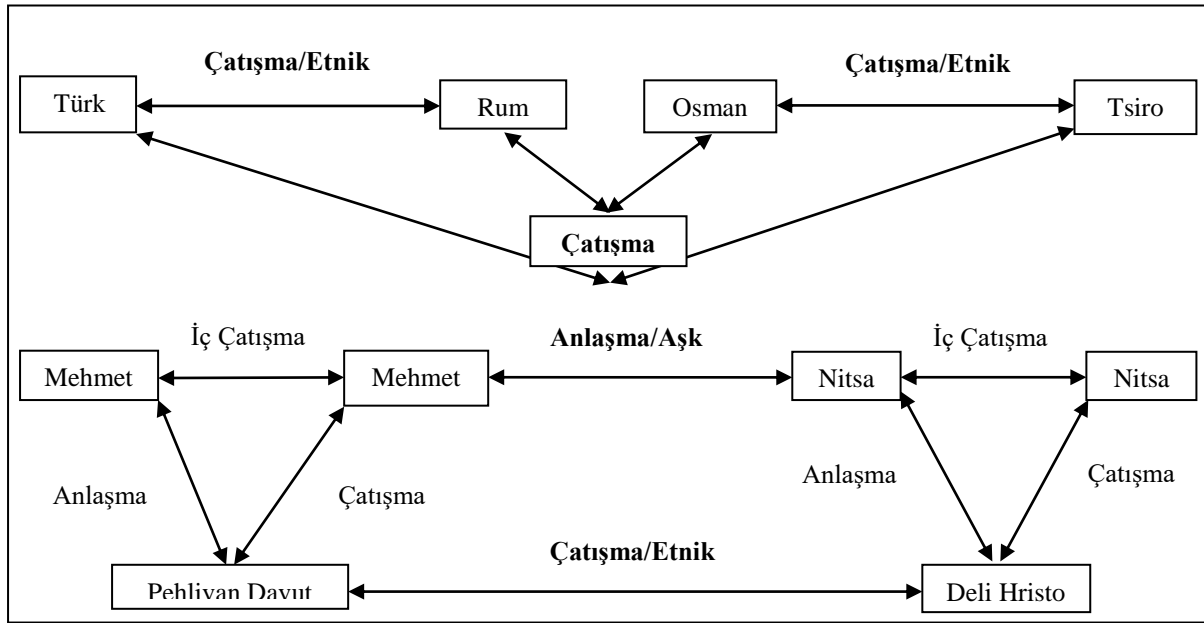 Çatışma/Etnik
Çatışma/Etnik
Türk
Rum
Osman
Tsiro
Çatışma
İç Çatışma
Anlaşma/Aşk
İç Çatışma
Mehmet
Mehmet
Nitsa
Nitsa
Anlaşma
Çatışma
Anlaşma
Çatışma
Çatışma/Etnik
Pehlivan Davut
Deli Hristo